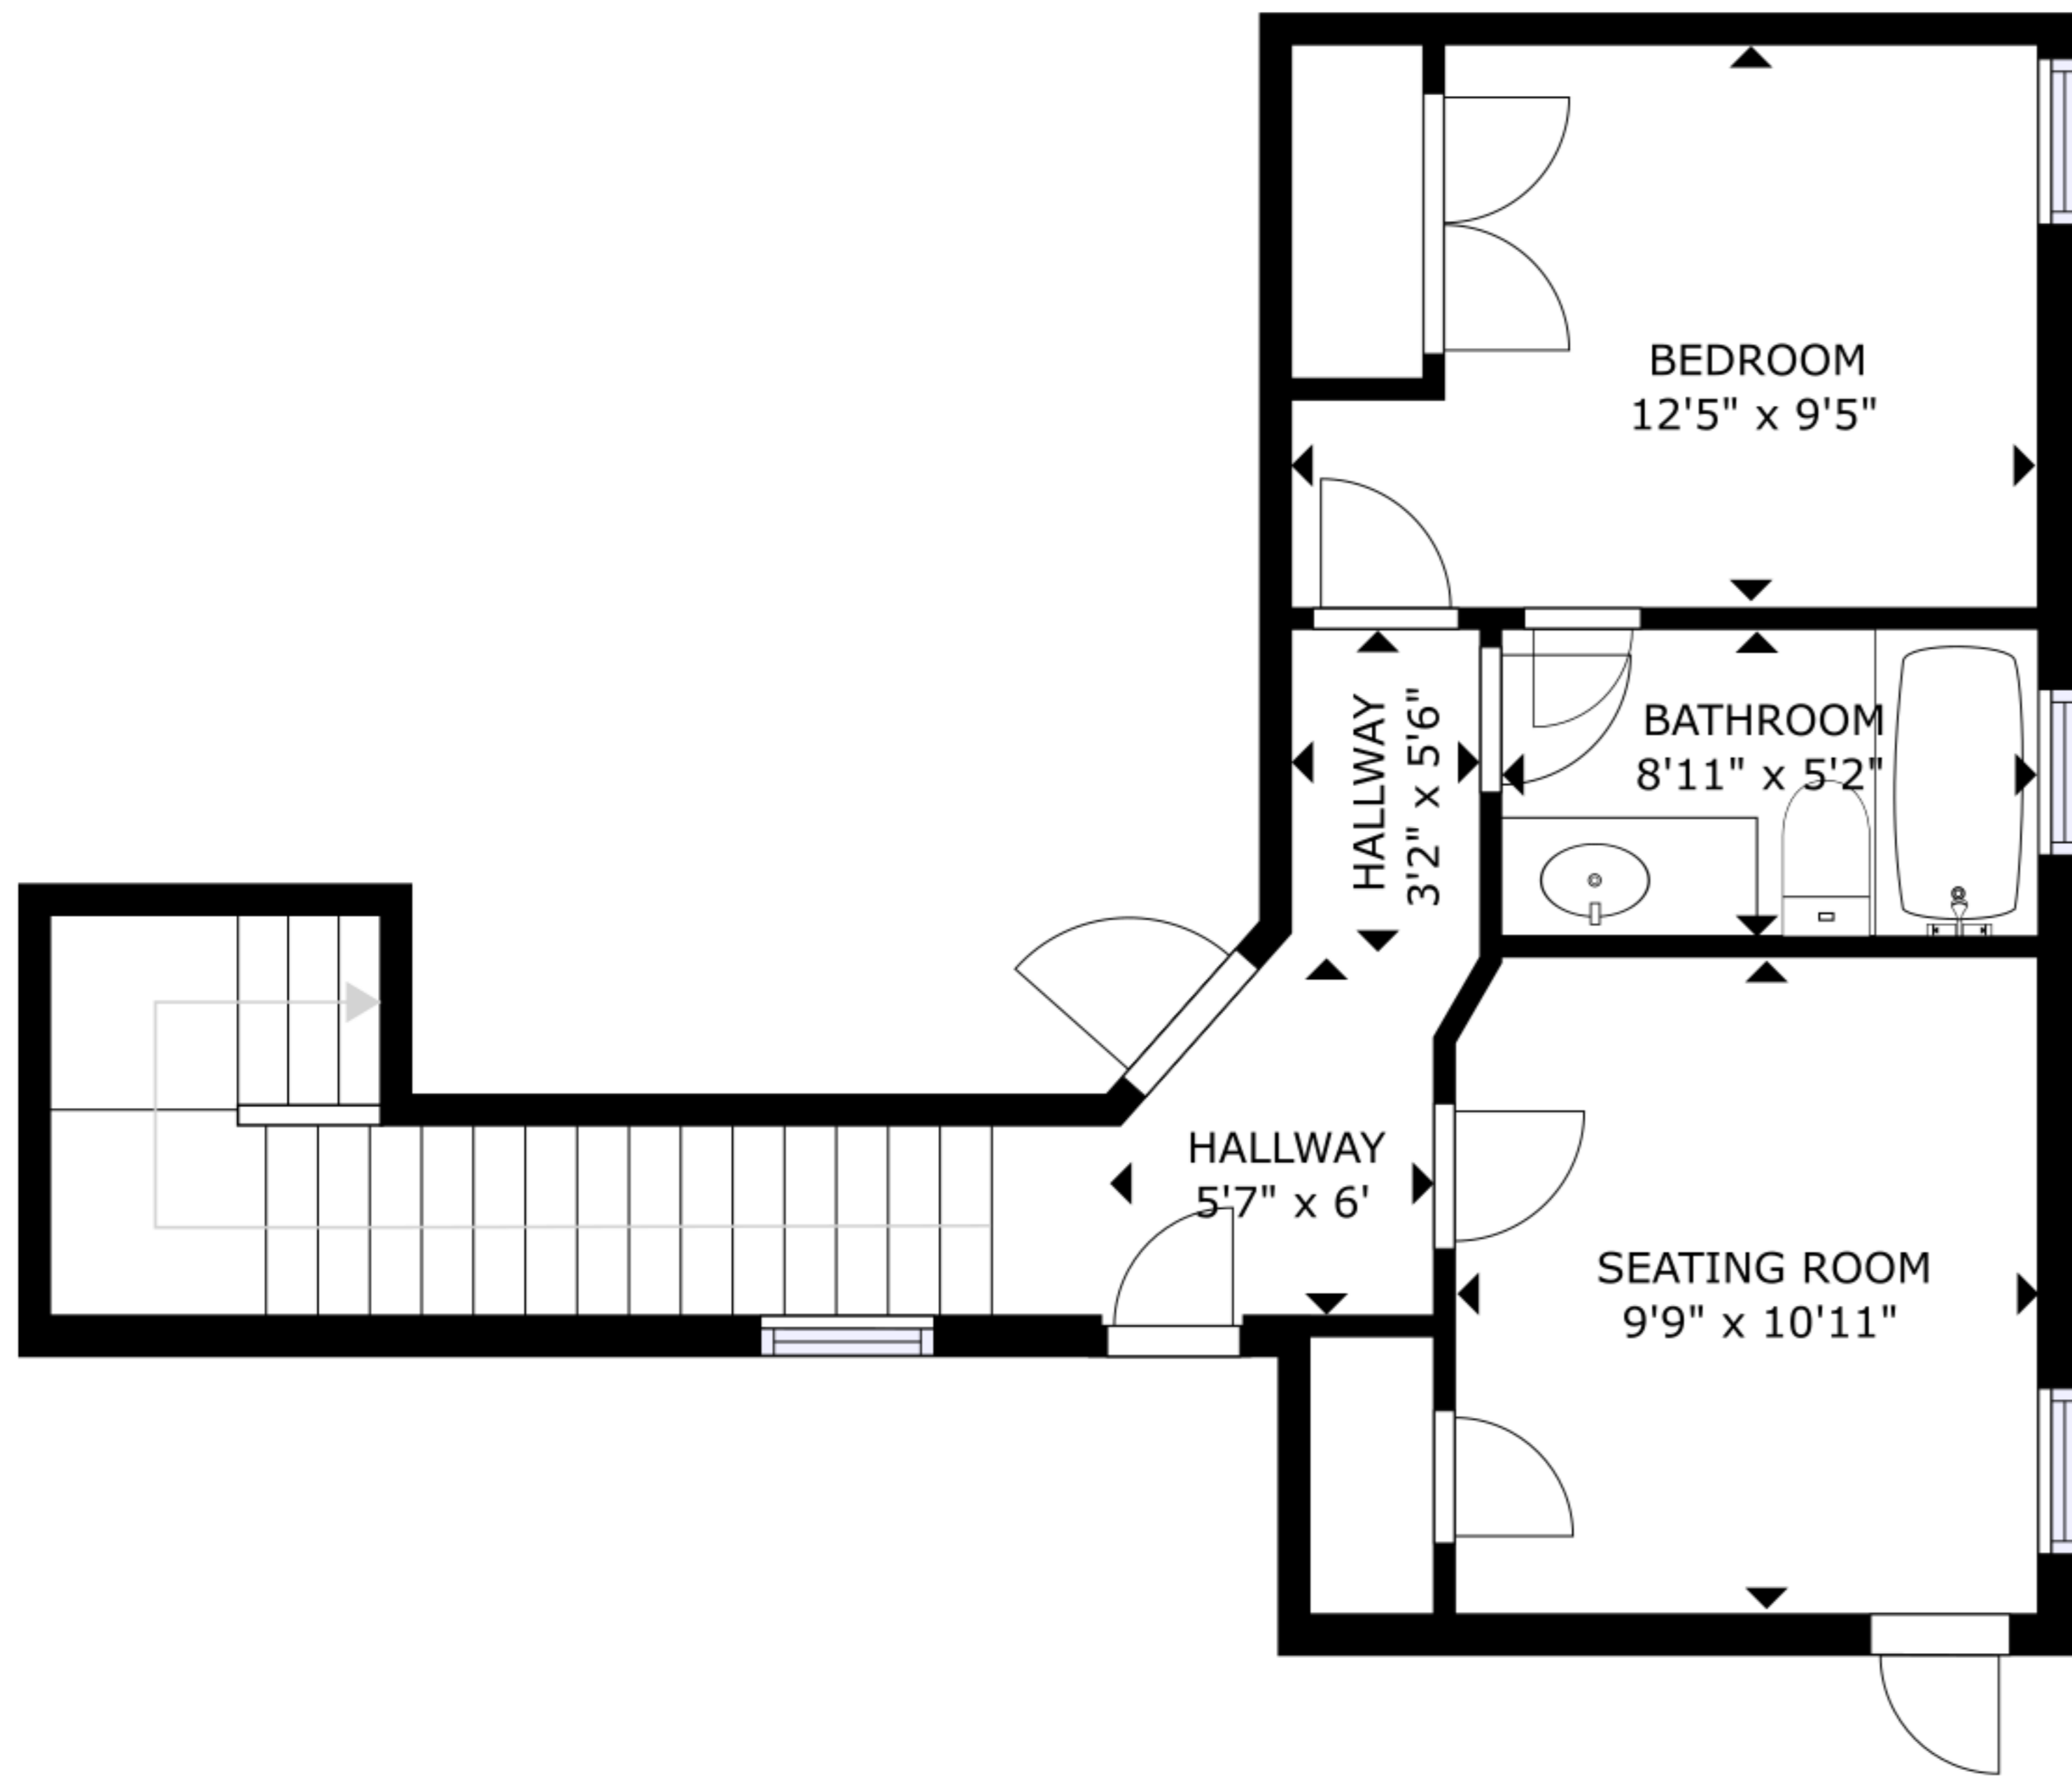 BEDROOM
12'5" x 9'5"
BATHROOM
8'11" x 5'2"
HALLWAY
3'2" x 5'6"
HALLWAY
5'7" x 6'
SEATING ROOM
9'9" x 10'11"